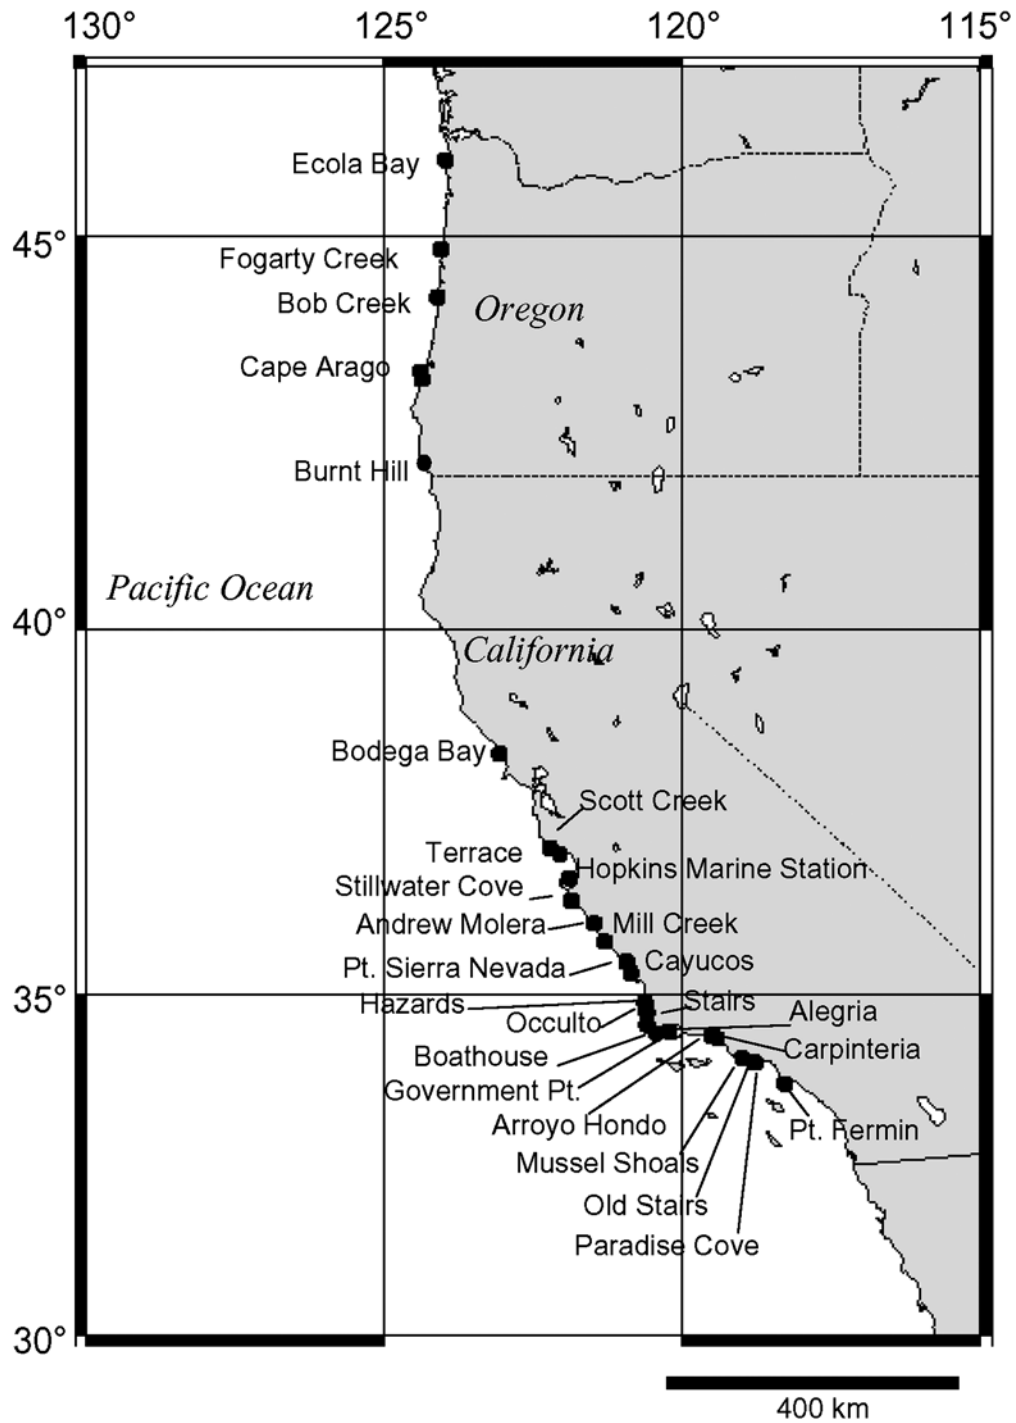 130°
125°
120°
115°
Ecola Bay
45°
Fogarty Creek
Bob Creek
Oregon
Cape Arago
Burnt Hill
Pacific Ocean
40°
California
Bodega Bay
Scott Creek
Terrace
Hopkins Marine Station
Stillwater Cove
Andrew Molera
Mill Creek
Pt. Sierra Nevada
Cayucos
35°
Hazards
Stairs
Occulto
Alegria
Boathouse
Carpinteria
Government Pt.
Arroyo Hondo
Pt. Fermin
Mussel Shoals
Old Stairs
Paradise Cove
30°
400 km